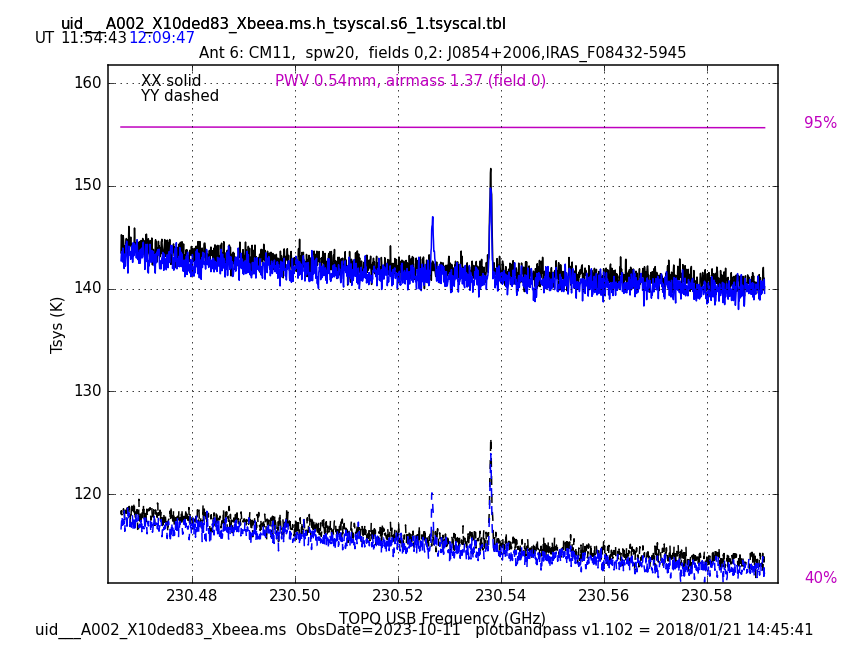 uid___A002_X10ded83_Xbeea.ms.h_tsyscal.s6_1.tsyscal.tbl
UT 11:54:43 12:09:47
Ant 6: CM11,  spw20,  fields 0,2: J0854+2006,IRAS_F08432-5945
XX solid
YY dashed
PWV 0.54mm, airmass 1.37 (field 0)
95%
40%
Tsys (K)
160
150
140
130
120
230.48 230.50 230.52 230.54 230.56 230.58
TOPO USB Frequency (GHz)
uid___A002_X10ded83_Xbeea.ms  ObsDate=2023-10-11   plotbandpass v1.102 = 2018/01/21 14:45:41